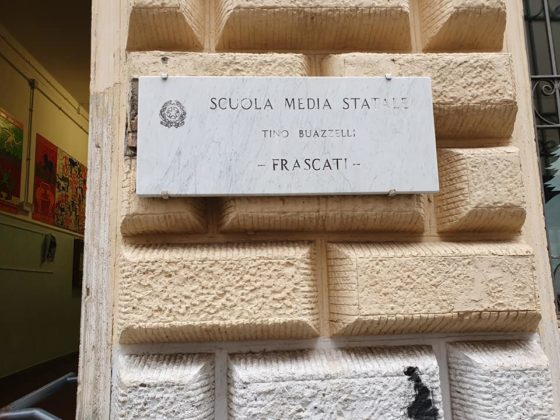 SCUOLA MEDIA STATALE
TINO BUAZZELLI
- FRASCATI -